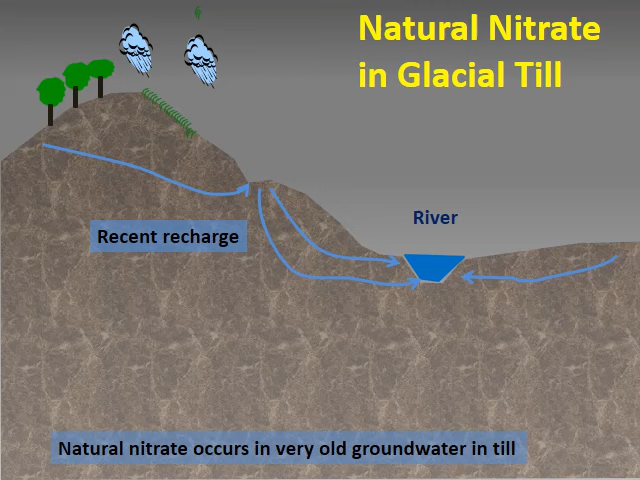 Natural Nitrate
in Glacial Till
River
Recent recharge
Natural nitrate occurs in very old groundwater in till